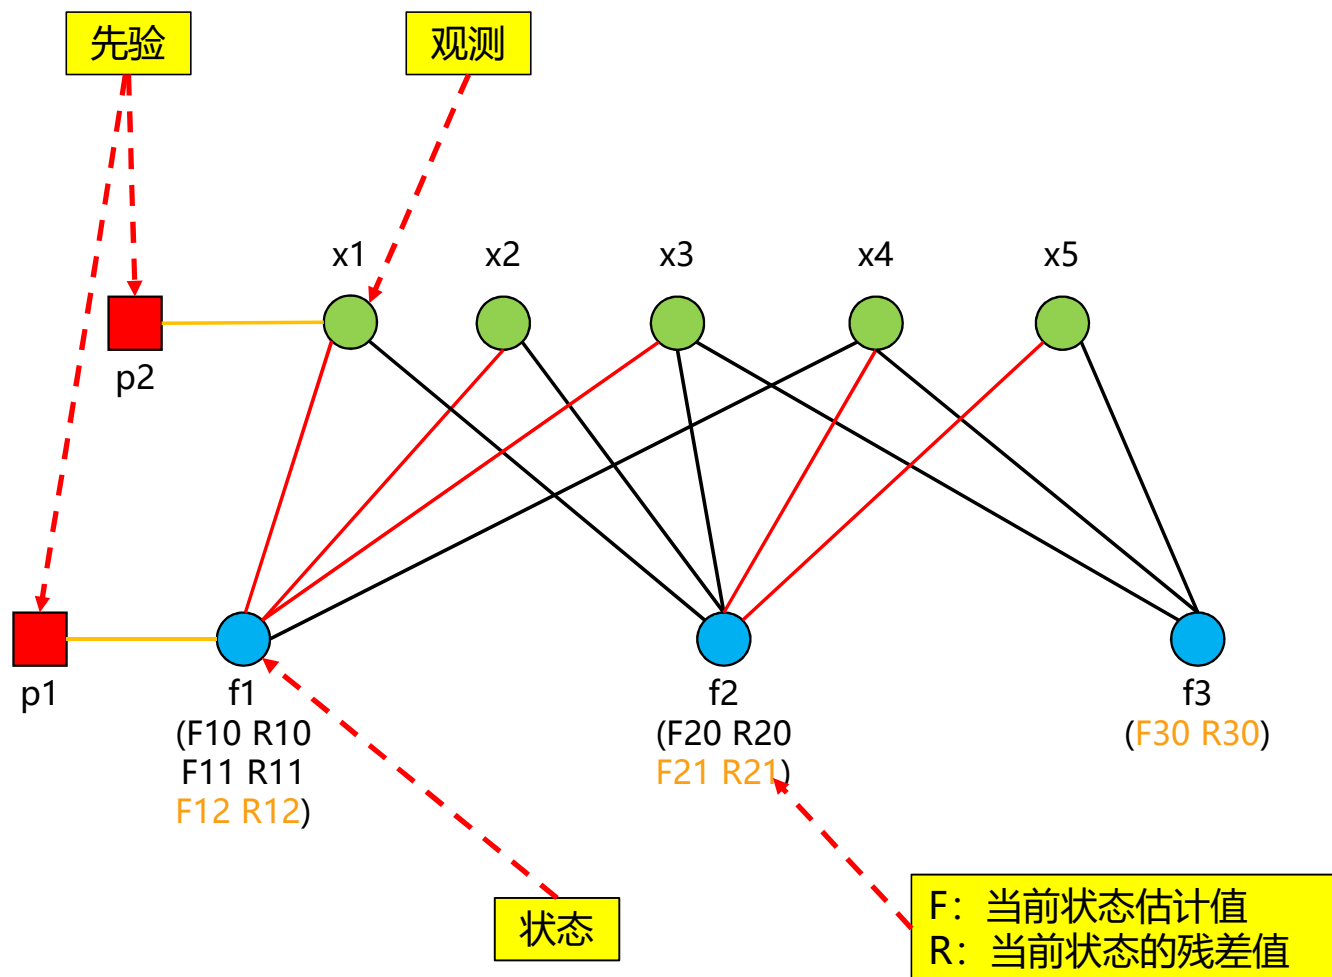 先验
观测
x1
x2
x3
x4
x5
p2
p1
f1
(F10 R10
F11 R11
F12 R12)
f2
(F20 R20
F21 R21)
f3
(F30 R30)
状态
F：当前状态估计值
R：当前状态的残差值